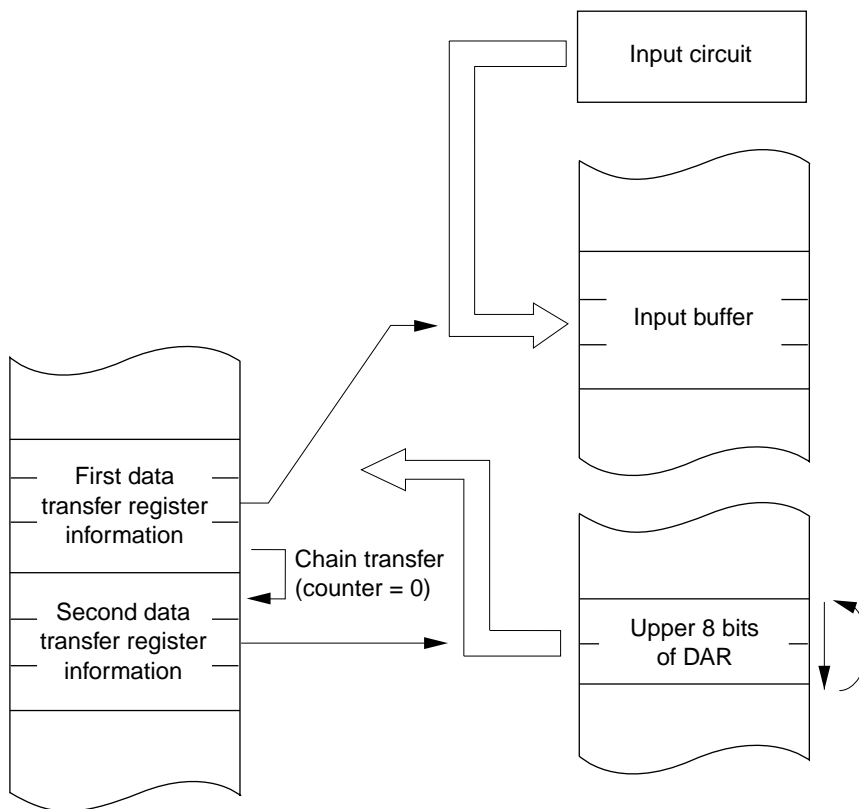 Input circuit
Input buffer
First data
transfer register
information
Chain transfer
(counter = 0)
Second data
transfer register
information
Upper 8 bits
of DAR